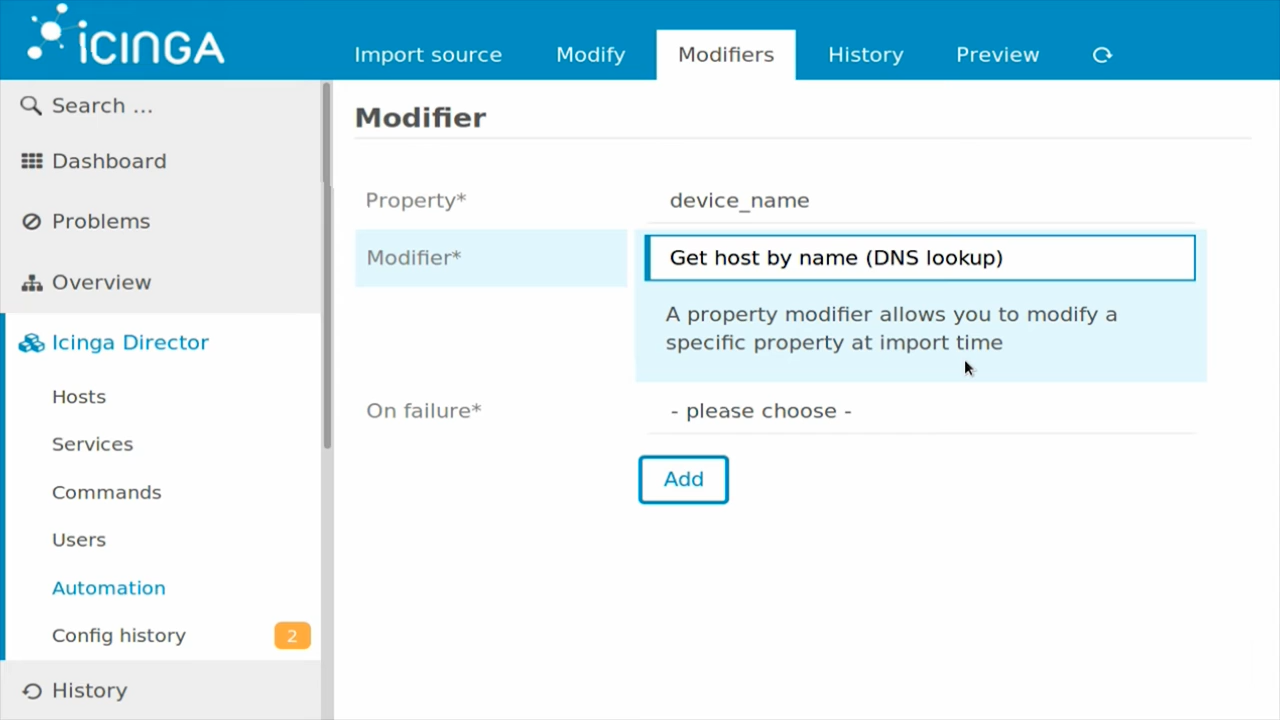 ICINGA
Import source
Modify
Modifiers
History
Preview
Search ...
Dashboard
Problems
Overview
Icinga Director
Hosts
Services
Commands
Users
Automation
Config history
2
History
Modifier
Property*
device_name
Modifier*
Get host by name (DNS lookup)
A property modifier allows you to modify a
specific property at import time
On failure*
- please choose -
Add